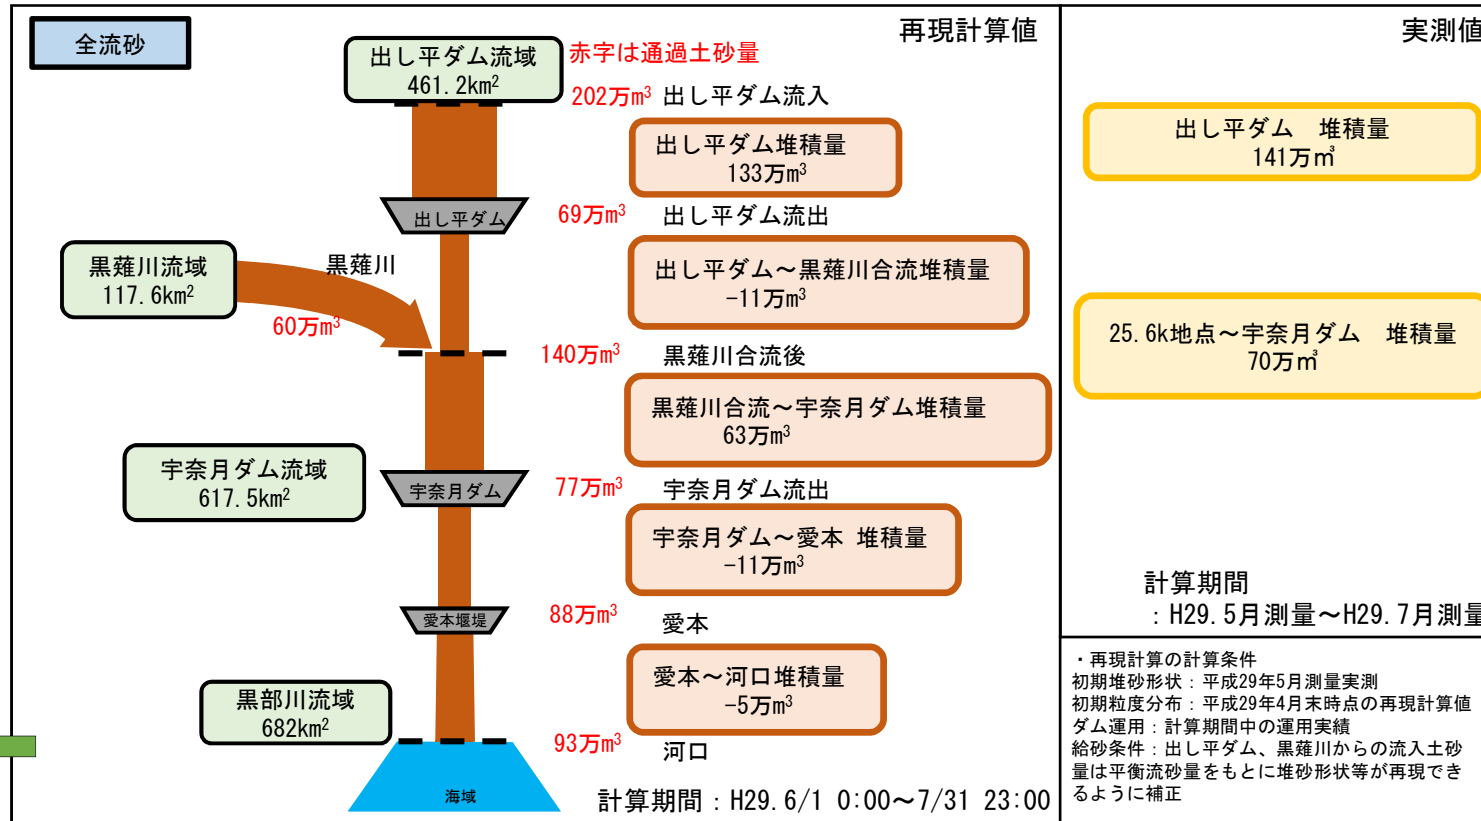 全流砂
再現計算値
実測値
出し平ダム流域
461.2km²
赤字は通過土砂量
202万m³ 出し平ダム流入
出し平ダム堆積量
133万m³
出し平ダム 堆積量
141万㎥
出し平ダム
69万m³ 出し平ダム流出
黒薙川流域
117.6km²
黒薙川
60万m³
出し平ダム～黒薙川合流堆積量
-11万m³
25.6k地点～宇奈月ダム 堆積量
70万㎥
140万m³ 黒薙川合流後
黒薙川合流～宇奈月ダム堆積量
63万m³
宇奈月ダム流域
617.5km²
宇奈月ダム
77万m³ 宇奈月ダム流出
宇奈月ダム～愛本 堆積量
-11万m³
計算期間
：H29.5月測量～H29.7月測量
愛本堰堤
88万m³ 愛本
愛本～河口堆積量
-5万m³
黒部川流域
682km²
93万m³ 河口
海域
計算期間：H29.6/1 0:00～7/31 23:00
・再現計算の計算条件
初期堆砂形状：平成29年5月測量実測
初期粒度分布：平成29年4月末時点の再現計算値
ダム運用：計算期間中の運用実績
給砂条件：出し平ダム、黒薙川からの流入土砂
量は平衡流砂量をもとに堆砂形状等が再現でき
るように補正